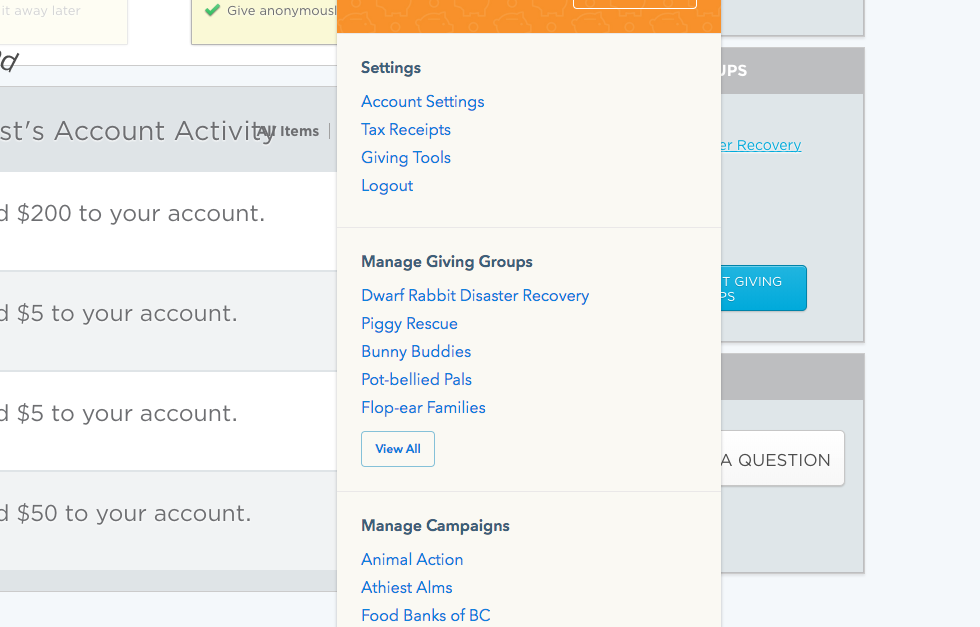 it away later
Give anonymously
st's Account Activity
All Items |
$200 to your account.
$5 to your account.
$5 to your account.
$50 to your account.
Settings
Account Settings
Tax Receipts
Giving Tools
Logout
Manage Giving Groups
Dwarf Rabbit Disaster Recovery
Piggy Rescue
Bunny Buddies
Pot-bellied Pals
Flop-ear Families
View All
Manage Campaigns
Animal Action
Athiest Alms
Food Banks of BC
UPS
er Recovery
T GIVING
PS
A QUESTION